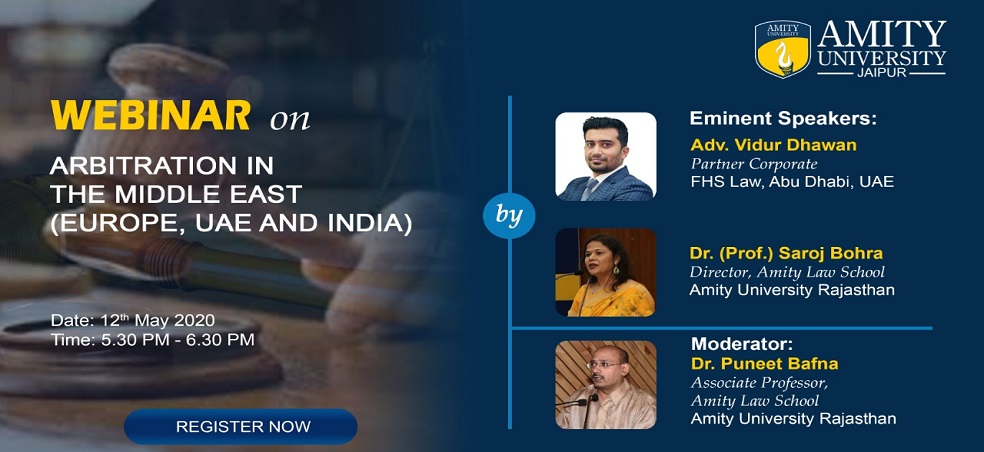 WEBINAR on
ARBITRATION IN
THE MIDDLE EAST
(EUROPE, UAE AND INDIA)
Date: 12th May 2020
Time: 5.30 PM - 6.30 PM
REGISTER NOW
by
AMITY
UNIVERSITY
AMITY
UNIVERSITY
JAIPUR
Eminent Speakers:
Adv. Vidur Dhawan
Partner Corporate
FHS Law, Abu Dhabi, UAE
Dr. (Prof.) Saroj Bohra
Director, Amity Law School
Amity University Rajasthan
Moderator:
Dr. Puneet Bafna
Associate Professor,
Amity Law School
Amity University Rajasthan